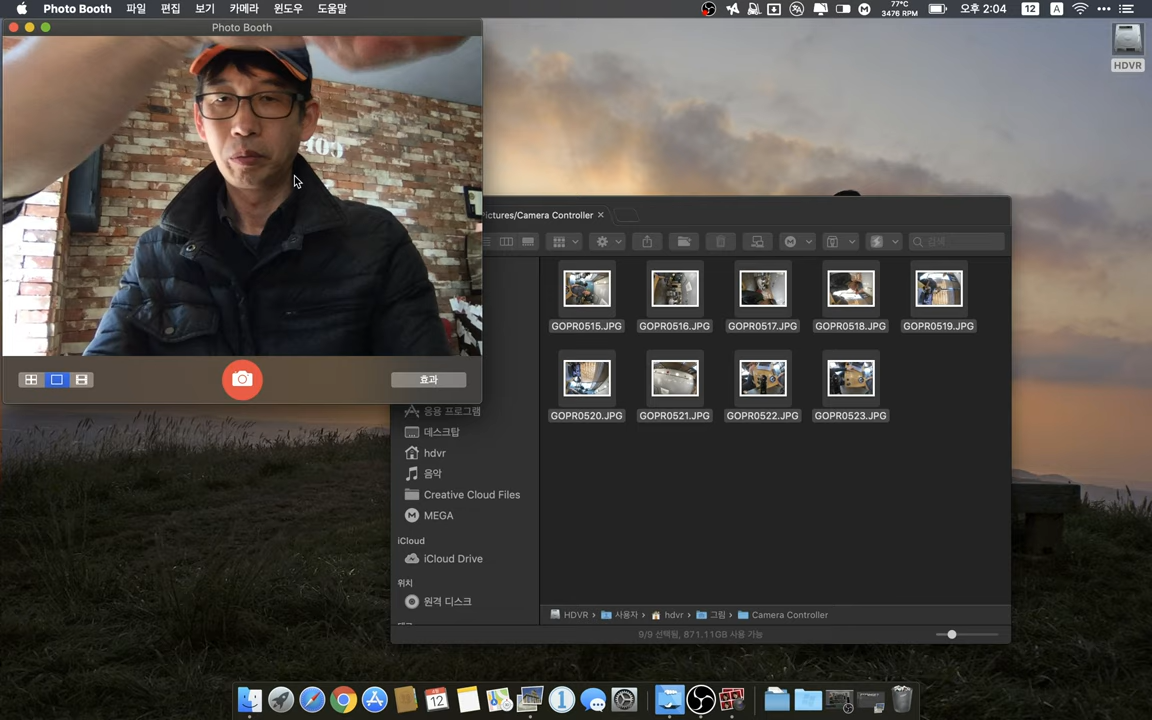 Photo Booth 파일 편집 보기 카메라 윈도우 도움말
77°C
3476 RPM
오후 2:04
12
A
Photo Booth
HDVR
효과
Pictures/Camera Controller
검색
GOPR0515.JPG GOPR0516.JPG GOPR0517.JPG GOPR0518.JPG GOPR0519.JPG
GOPR0520.JPG GOPR0521.JPG GOPR0522.JPG GOPR0523.JPG
응용 프로그램
데스크탑
hdvr
음악
Creative Cloud Files
MEGA
iCloud
iCloud Drive
위치
원격 디스크
HDVR › 사용자 › hdvr › 그림 › Camera Controller
9/9 선택됨, 871.11GB 사용 가능
12
1